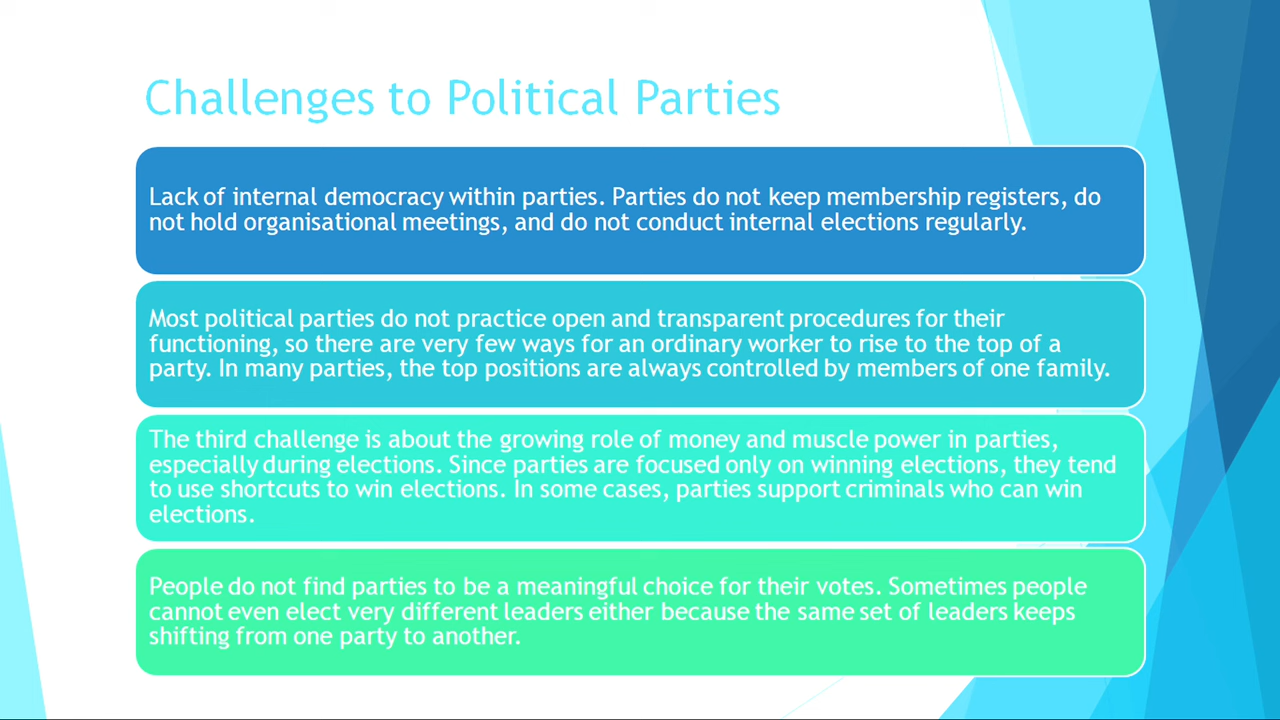 Challenges to Political Parties
Lack of internal democracy within parties. Parties do not keep membership registers, do
not hold organisational meetings, and do not conduct internal elections regularly.
Most political parties do not practice open and transparent procedures for their
functioning, so there are very few ways for an ordinary worker to rise to the top of a
party. In many parties, the top positions are always controlled by members of one family.
The third challenge is about the growing role of money and muscle power in parties,
especially during elections. Since parties are focused only on winning elections, they tend
to use shortcuts to win elections. In some cases, parties support criminals who can win
elections.
People do not find parties to be a meaningful choice for their votes. Sometimes people
cannot even elect very different leaders either because the same set of leaders keeps
shifting from one party to another.